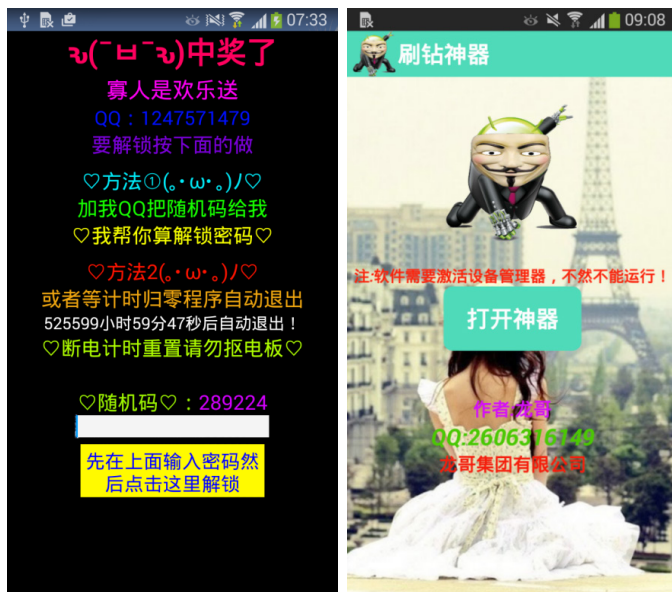 07:33
ԅ(¯ㅂ¯ԅ)中奖了
寡人是欢乐送
QQ：1247571479
要解锁按下面的做
♡方法①(｡･ω･｡)ﾉ♡
加我QQ把随机码给我
♡我帮你算解锁密码♡
♡方法2(｡･ω･｡)ﾉ♡
或者等计时归零程序自动退出
525599小时59分47秒后自动退出！
♡断电计时重置请勿抠电板♡
♡随机码♡：289224
先在上面输入密码然
后点击这里解锁
09:08
刷钻神器
注:软件需要激活设备管理器，不然不能运行！
打开神器
作者:龙哥
QQ:2606316149
龙哥集团有限公司